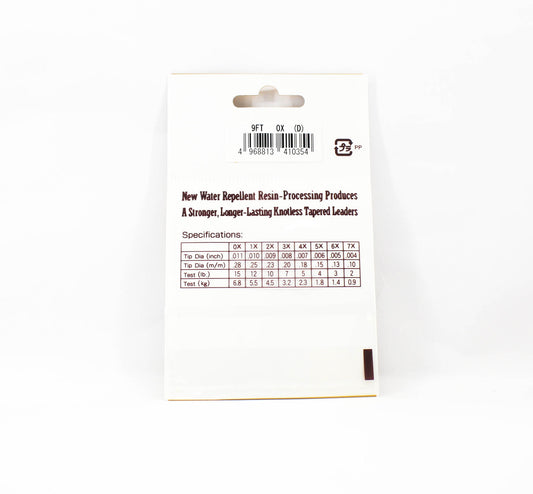 9FT 0X (D)
4 968813 410354
プラ PP
New Water Repellent Resin-Processing Produces
A Stronger, Longer-Lasting Knotless Tapered Leaders
Specifications:
0X 1X 2X 3X 4X 5X 6X 7X
Tip Dia (inch) .011 .010 .009 .008 .007 .006 .005 .004
Tip Dia (m/m) .28 .25 .23 .20 .18 .15 .13 .10
Test (lb.) 15 12 10 7 5 4 3 2
Test (kg) 6.8 5.5 4.5 3.2 2.3 1.8 1.4 0.9